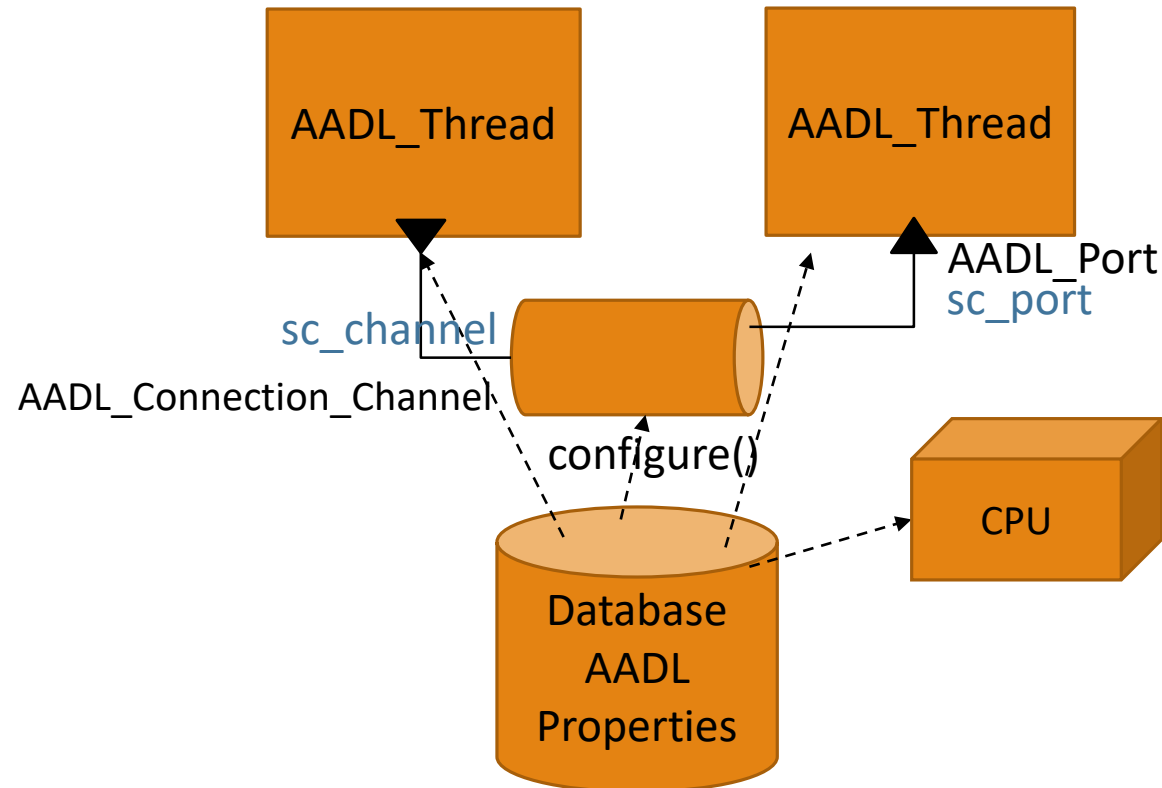 AADL_Thread
AADL_Thread
AADL_Port
sc_port
sc_channel
AADL_Connection_Channel
configure()
CPU
Database
AADL
Properties